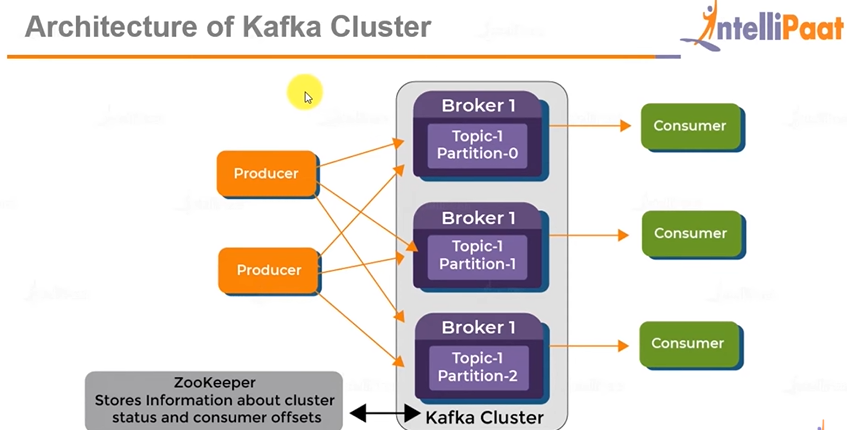 Architecture of Kafka Cluster
IntelliPaat
Producer
Producer
Broker 1
Topic-1
Partition-0
Broker 1
Topic-1
Partition-1
Broker 1
Topic-1
Partition-2
Kafka Cluster
Consumer
Consumer
Consumer
ZooKeeper
Stores Information about cluster
status and consumer offsets